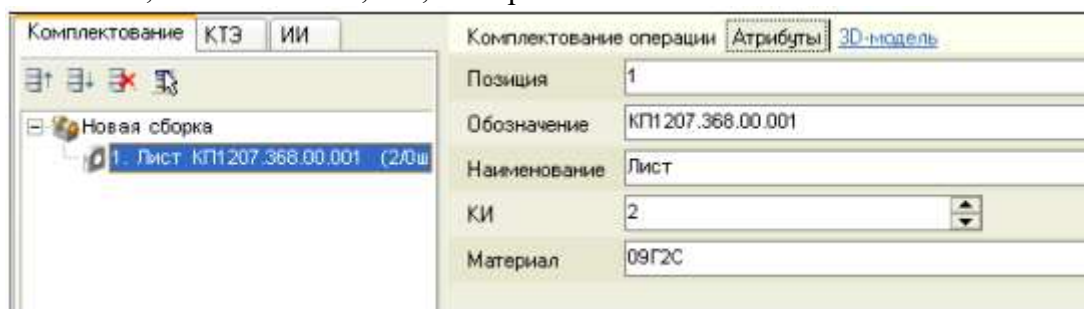 Комплектование КТЭ ИИ
Комплектование операции Атрибуты 3D-модель
Позиция 1
Новая сборка
Обозначение КП1207.368.00.001
1. Лист КП1207.368.00.001 (2/0ш
Наименование Лист
КИ 2
Материал 09Г2С